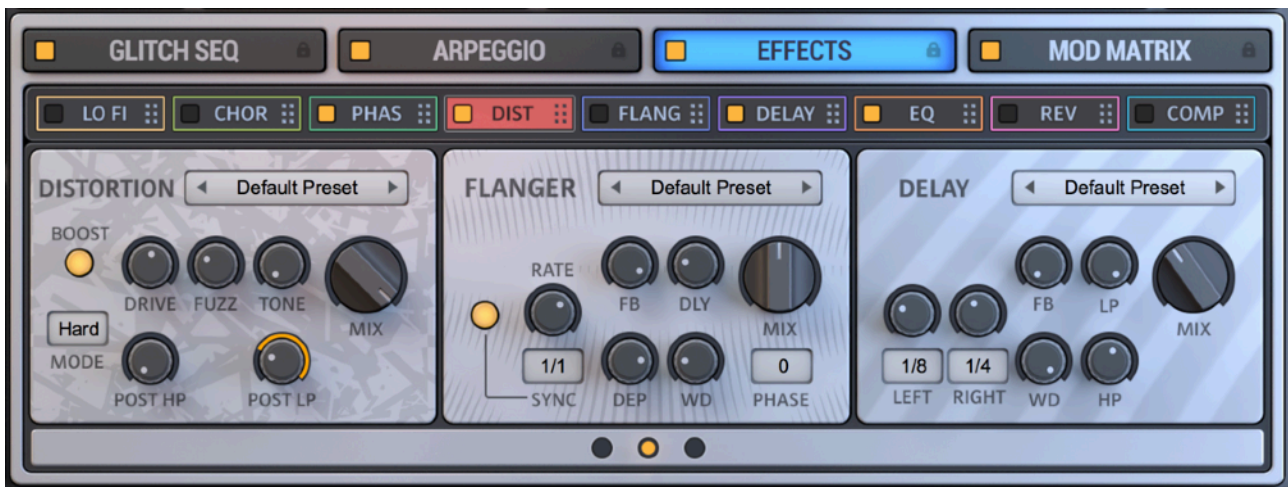 GLITCH SEQ ARPEGGIO EFFECTS MOD MATRIX
LO FI CHOR PHAS DIST FLANG DELAY EQ REV COMP
DISTORTION Default Preset FLANGER Default Preset DELAY Default Preset
BOOST
RATE
DRIVE FUZZ TONE MIX FB DLY MIX FB LP MIX
Hard
MODE
1/1 0 1/8 1/4
POST HP POST LP SYNC DEP WD PHASE LEFT RIGHT WD HP